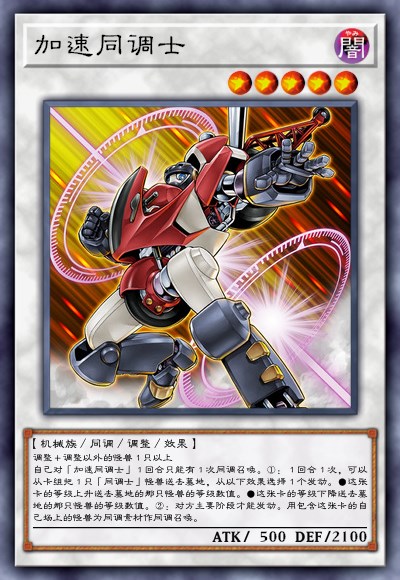 加速同调士
やみ
闇
【机械族／同调／调整／效果】
调整＋调整以外的怪兽１只以上
自己对「加速同调士」１回合只能有１次同调召唤。①：１回合１次，可以
从卡组把１只「同调士」怪兽送去墓地，从以下效果选择１个发动。●这张
卡的等级上升送去墓地的那只怪兽的等级数值。●这张卡的等级下降送去墓
地的那只怪兽的等级数值。②：对方主要阶段才能发动。用包含这张卡的自
己场上的怪兽为同调素材作同调召唤。
ATK/ 500 DEF/2100